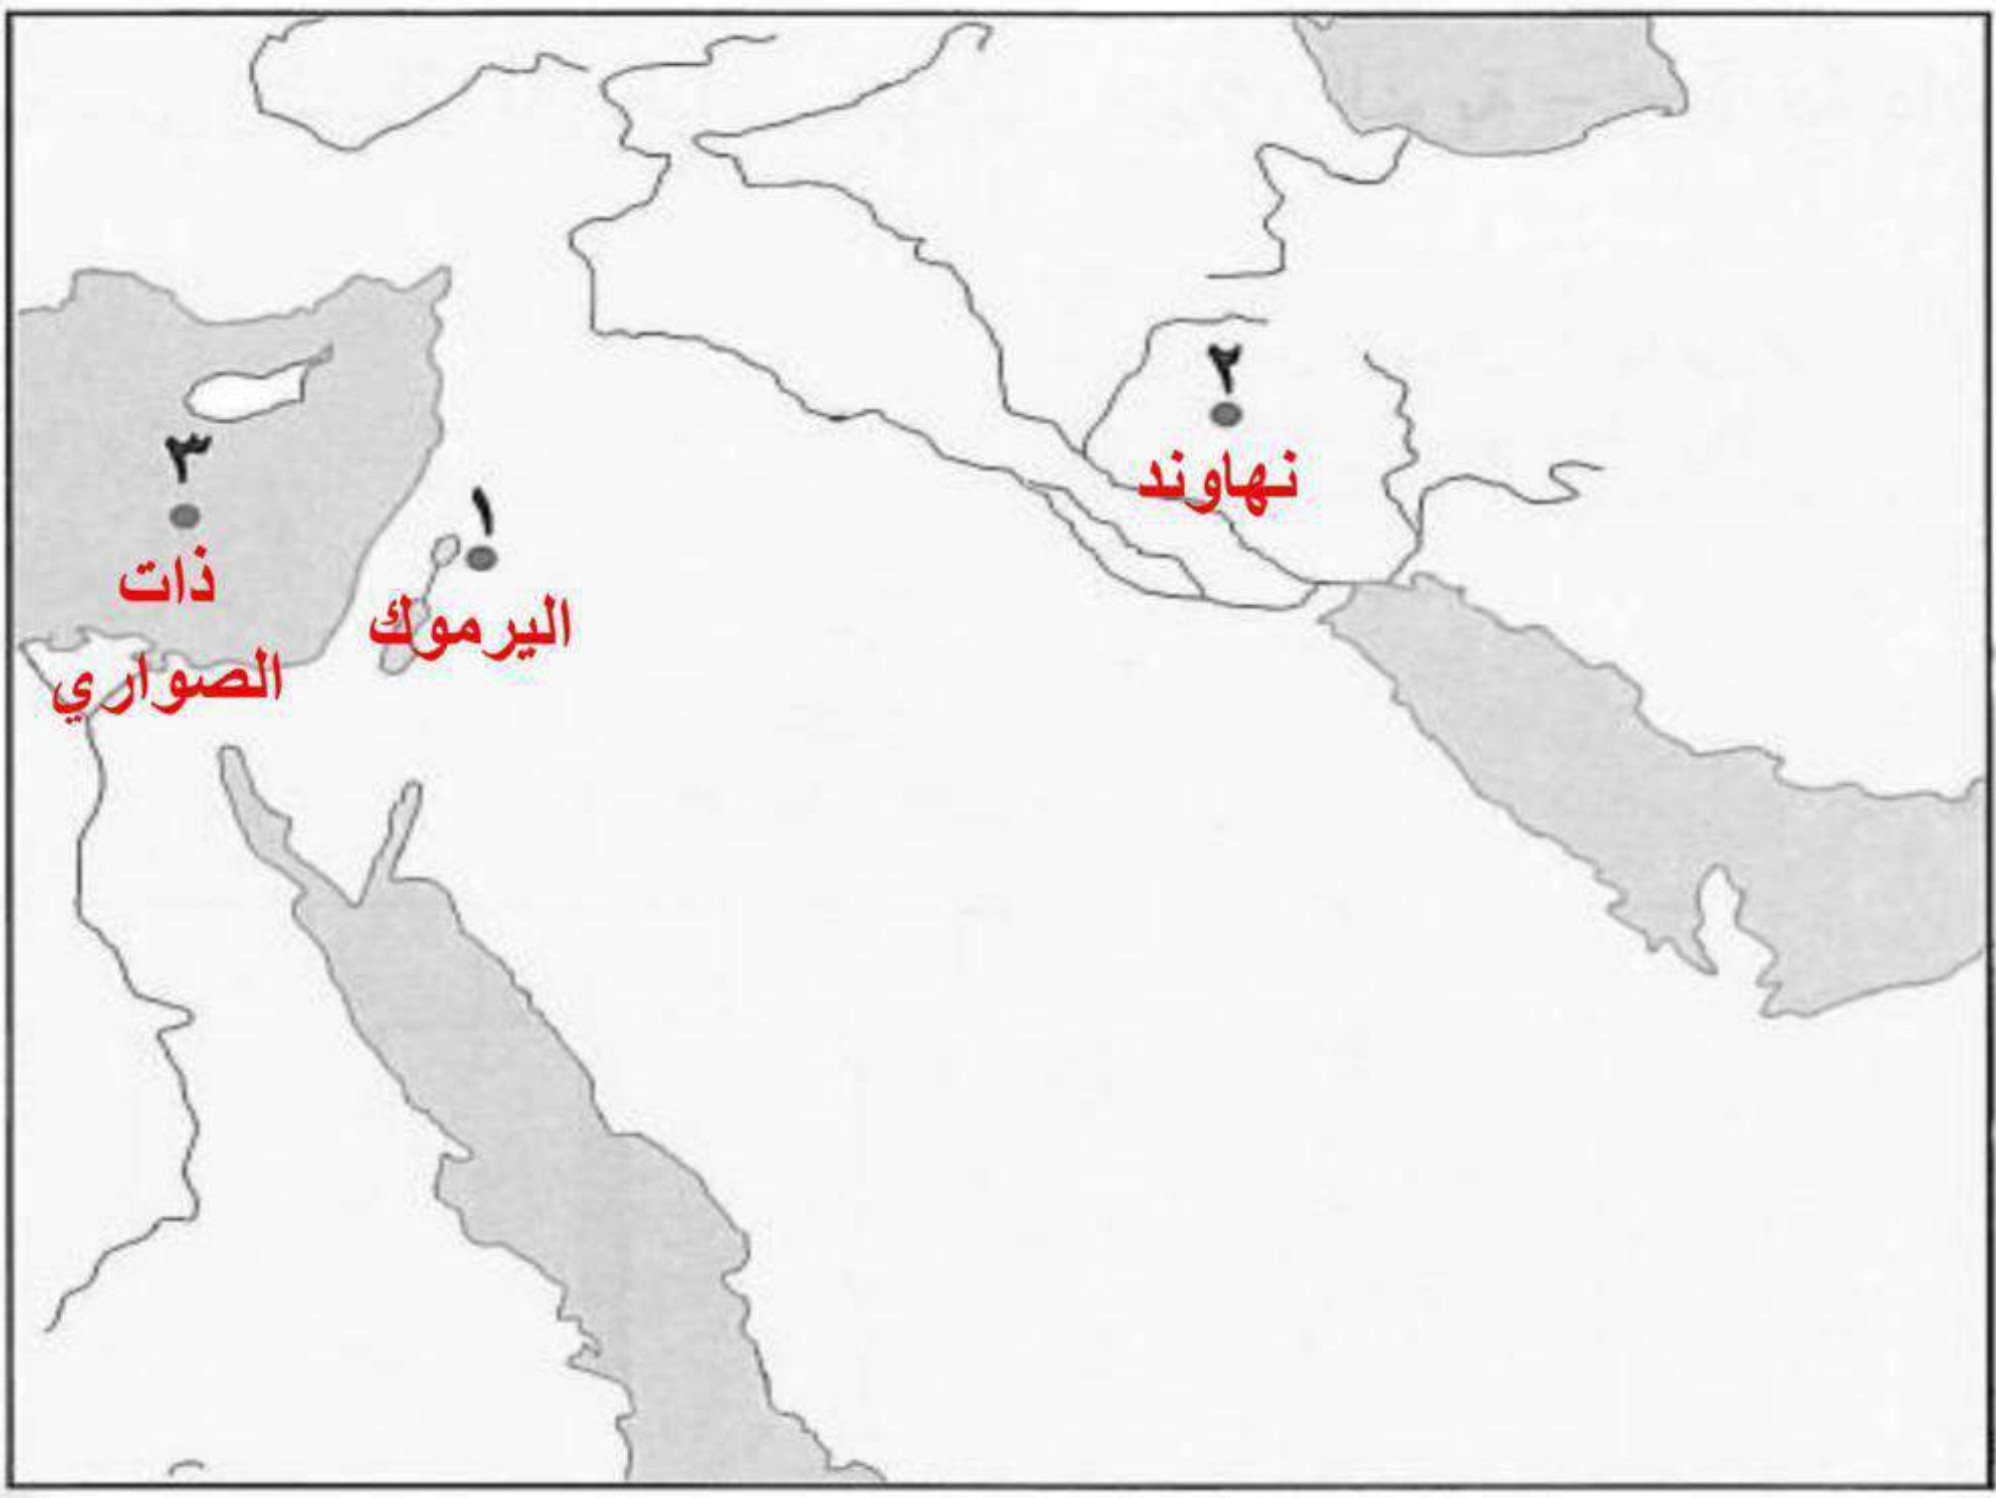 ٢
نهاوند
٣
ذات
الصواري
١
اليرموك